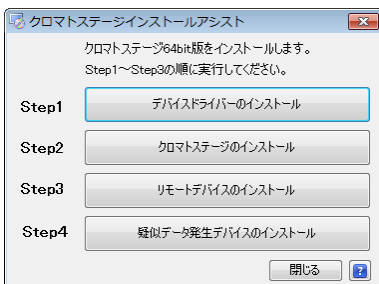 クロマトステージインストールアシスト
クロマトステージ64bit版をインストールします。
Step1～Step3の順に実行してください。
Step1 デバイスドライバーのインストール
Step2 クロマトステージのインストール
Step3 リモートデバイスのインストール
Step4 疑似データ発生デバイスのインストール
閉じる ?